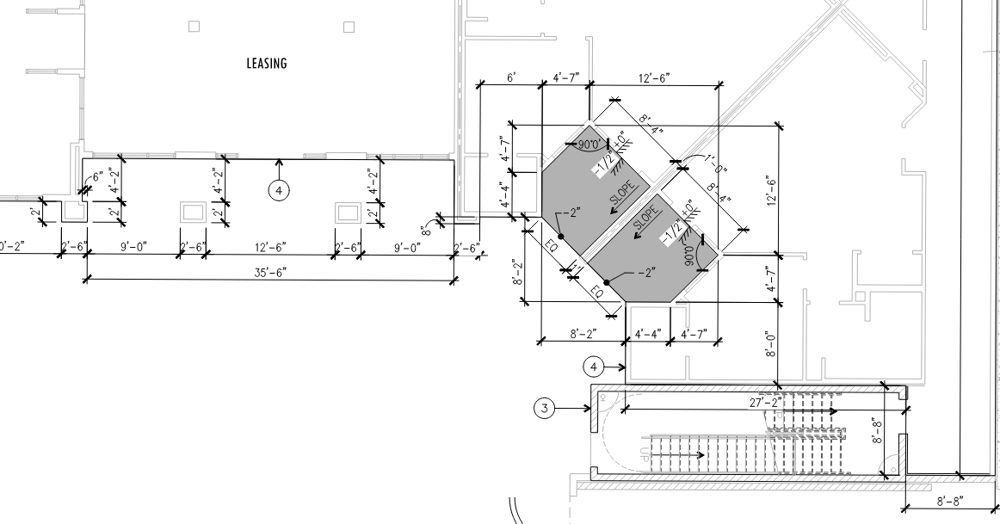 LEASING
6' 4'-7" 12'-6"
8'-4"
4'-7"
90°0'
-1/2" ±0"
1'-0"
6"
4'-2" 4'-2" 4'-2"
4
4'-4"
SLOPE
8'-4"
12'-6"
2' 2' 2'
8"
-2"
SLOPE
-1/2" ±0"
0'-2" 2'-6" 9'-0" 2'-6" 12'-6" 2'-6" 9'-0" 2'-6"
EQ
90°0'
35'-6"
8'-2"
1'
-2"
4'-7"
EQ
8'-2" 4'-4" 4'-7"
8'-0"
4
3
27'-2"
8'-8"
UP
8'-8"